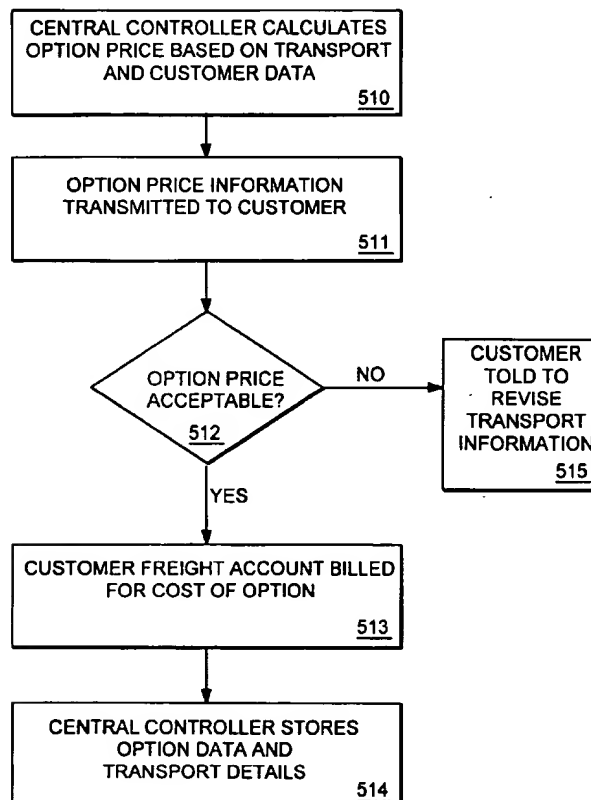 CENTRAL CONTROLLER CALCULATES
OPTION PRICE BASED ON TRANSPORT
AND CUSTOMER DATA
510
OPTION PRICE INFORMATION
TRANSMITTED TO CUSTOMER
511
OPTION PRICE
ACCEPTABLE?
512
NO
CUSTOMER
TOLD TO
REVISE
TRANSPORT
INFORMATION
515
YES
CUSTOMER FREIGHT ACCOUNT BILLED
FOR COST OF OPTION
513
CENTRAL CONTROLLER STORES
OPTION DATA AND
TRANSPORT DETAILS
514